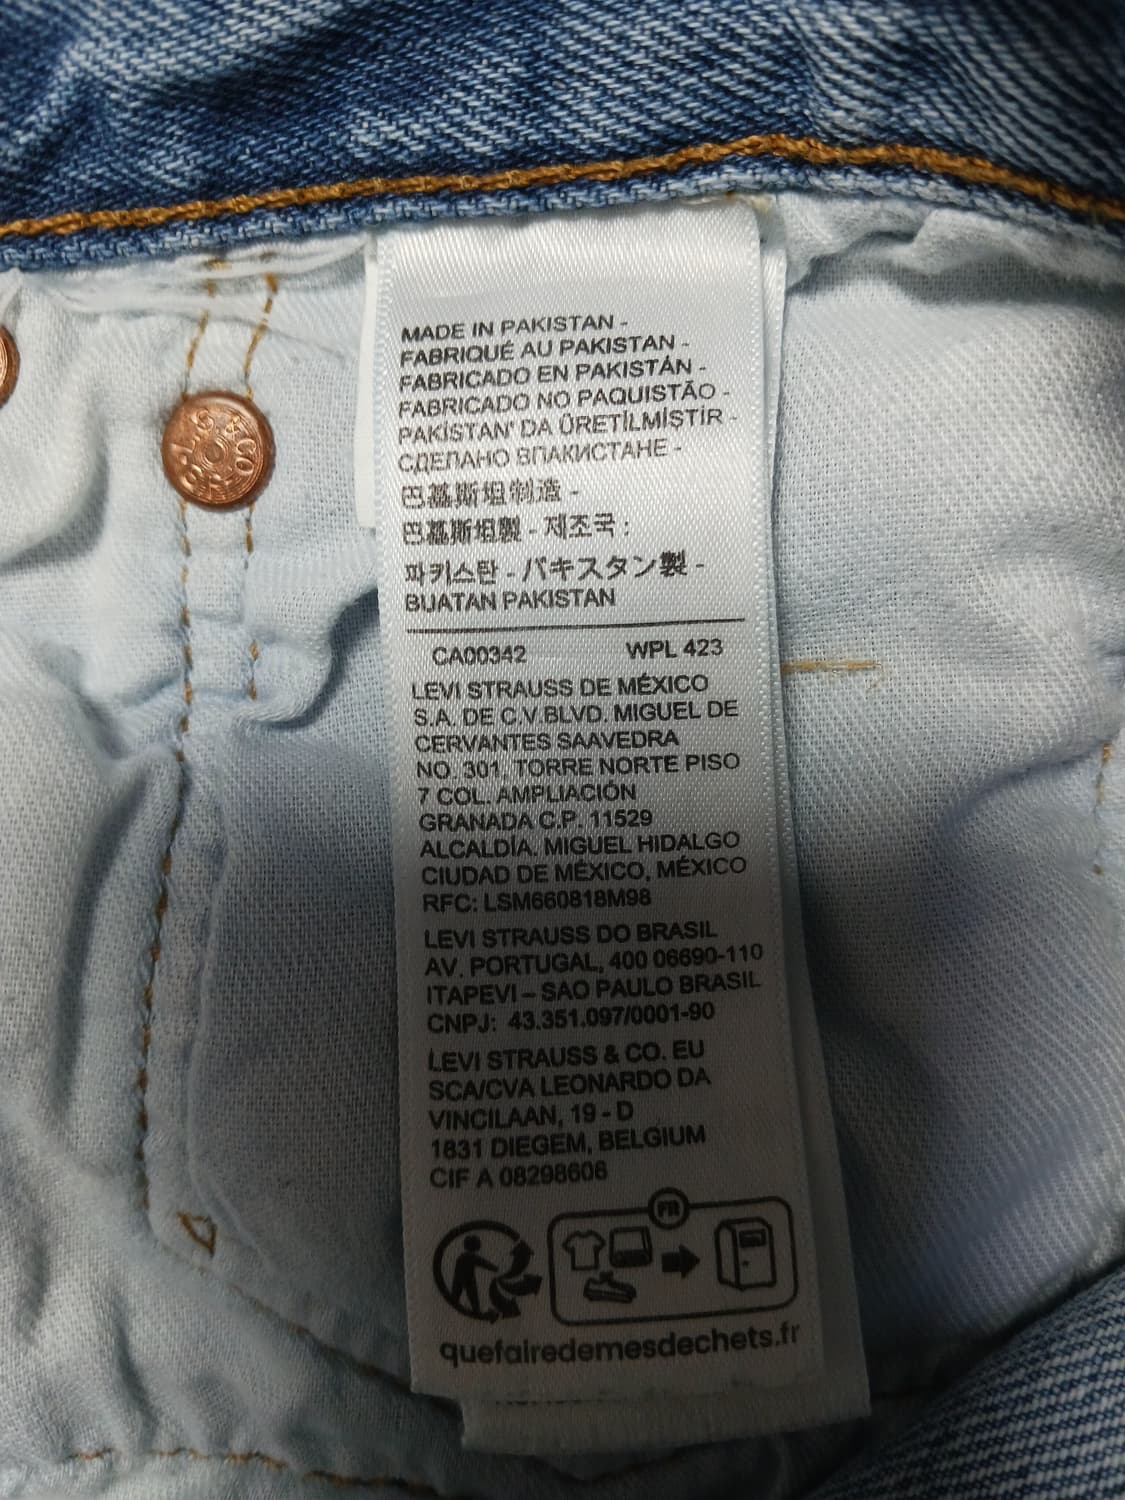 MADE IN PAKISTAN -
FABRIQUÉ AU PAKISTAN -
FABRICADO EN PAKISTÁN -
FABRICADO NO PAQUISTÃO -
PAKİSTAN' DA ÜRETİLMİŞTİR -
СДЕЛАНО ВПАКИСТАНЕ -
巴基斯坦制造 -
巴基斯坦製 - 제조국 :
파키스탄 - パキスタン製 -
BUATAN PAKISTAN
CA00342 WPL 423
LEVI STRAUSS DE MÉXICO
S.A. DE C.V.BLVD. MIGUEL DE
CERVANTES SAAVEDRA
NO. 301, TORRE NORTE PISO
7 COL. AMPLIACIÓN
GRANADA C.P. 11529
ALCALDÍA. MIGUEL HIDALGO
CIUDAD DE MÉXICO, MÉXICO
RFC: LSM660818M98
LEVI STRAUSS DO BRASIL
AV. PORTUGAL, 400 06690-110
ITAPEVI – SAO PAULO BRASIL
CNPJ: 43.351.097/0001-90
LEVI STRAUSS & CO. EU
SCA/CVA LEONARDO DA
VINCILAAN, 19 - D
1831 DIEGEM, BELGIUM
CIF A 08298606
FR
quefairedemesdechets.fr